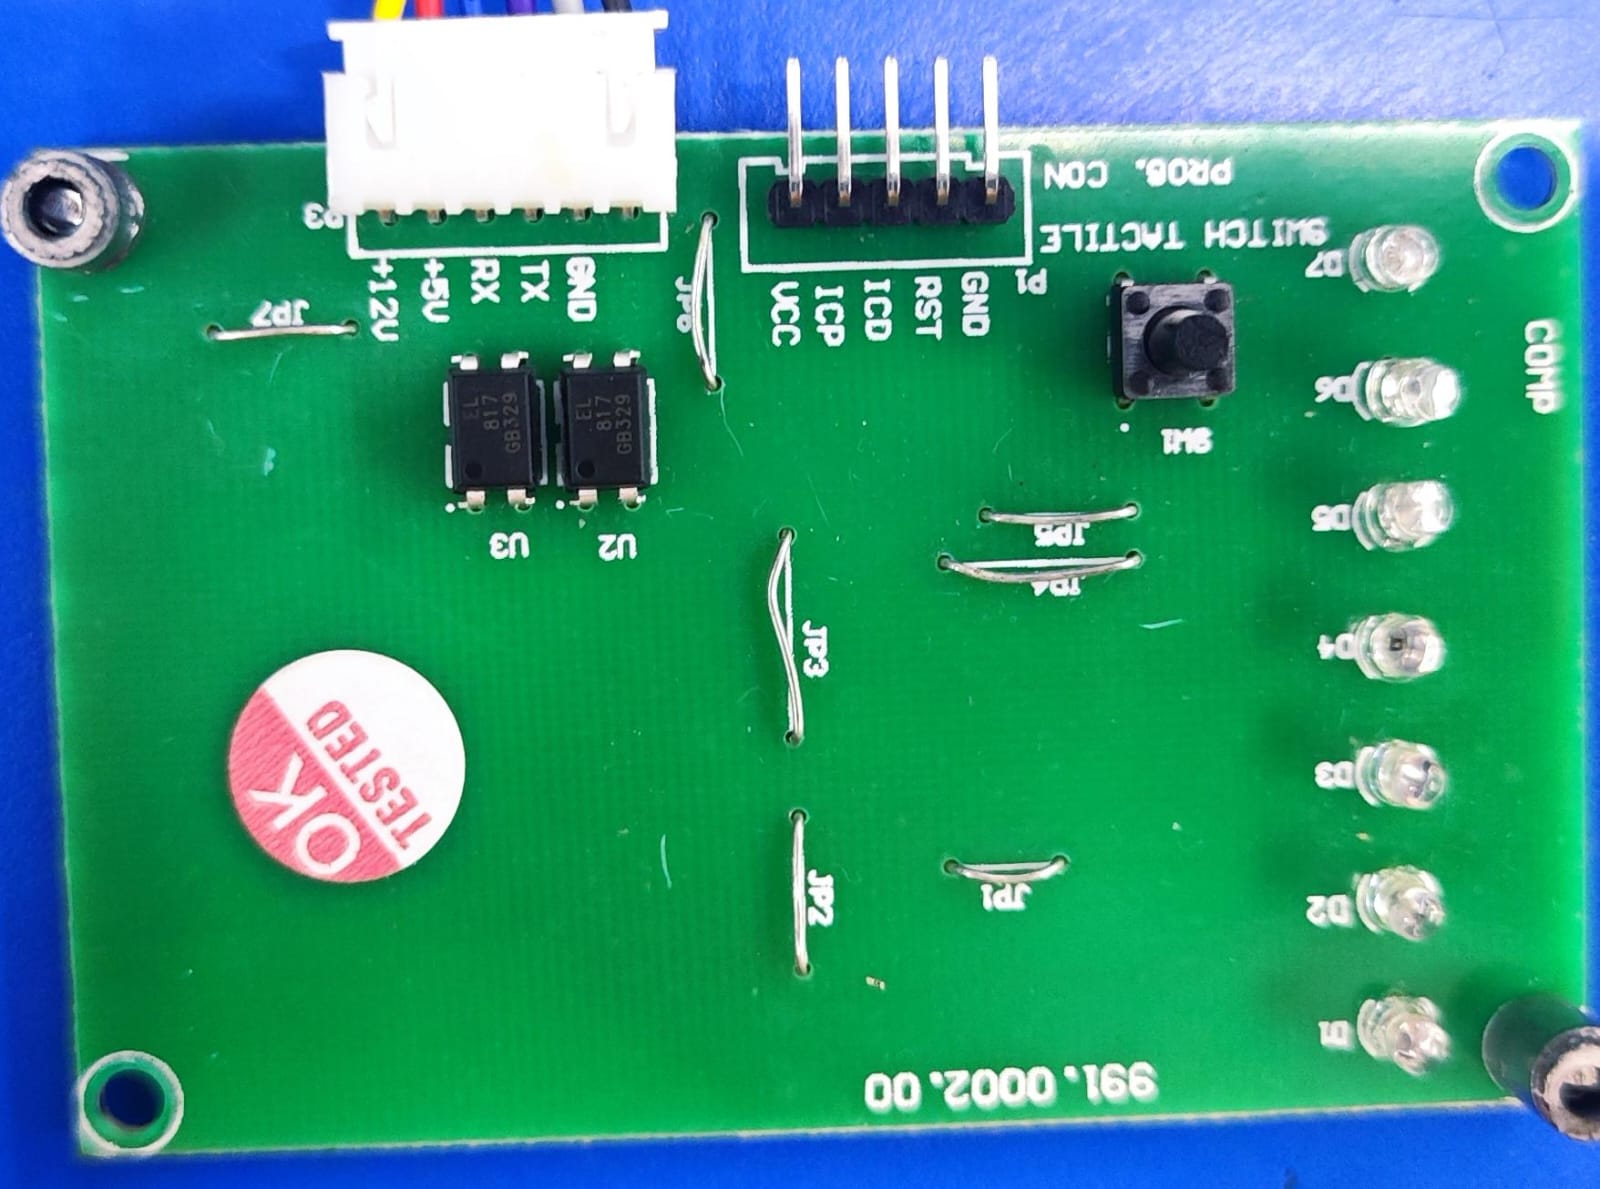 PROG. CON
P3
SWITCH TACTILE
D7
+12V
+5V
RX
TX
GND
JP6
VCC
ICP
ICD
RST
GND
P1
JP7
COMP
D6
EL
817
GB329
EL
817
GB329
SW1
D5
JP5
U3
U2
JP4
JP3
D4
OK
TESTED
D3
JP2
JP1
D2
D1
991.0002.00